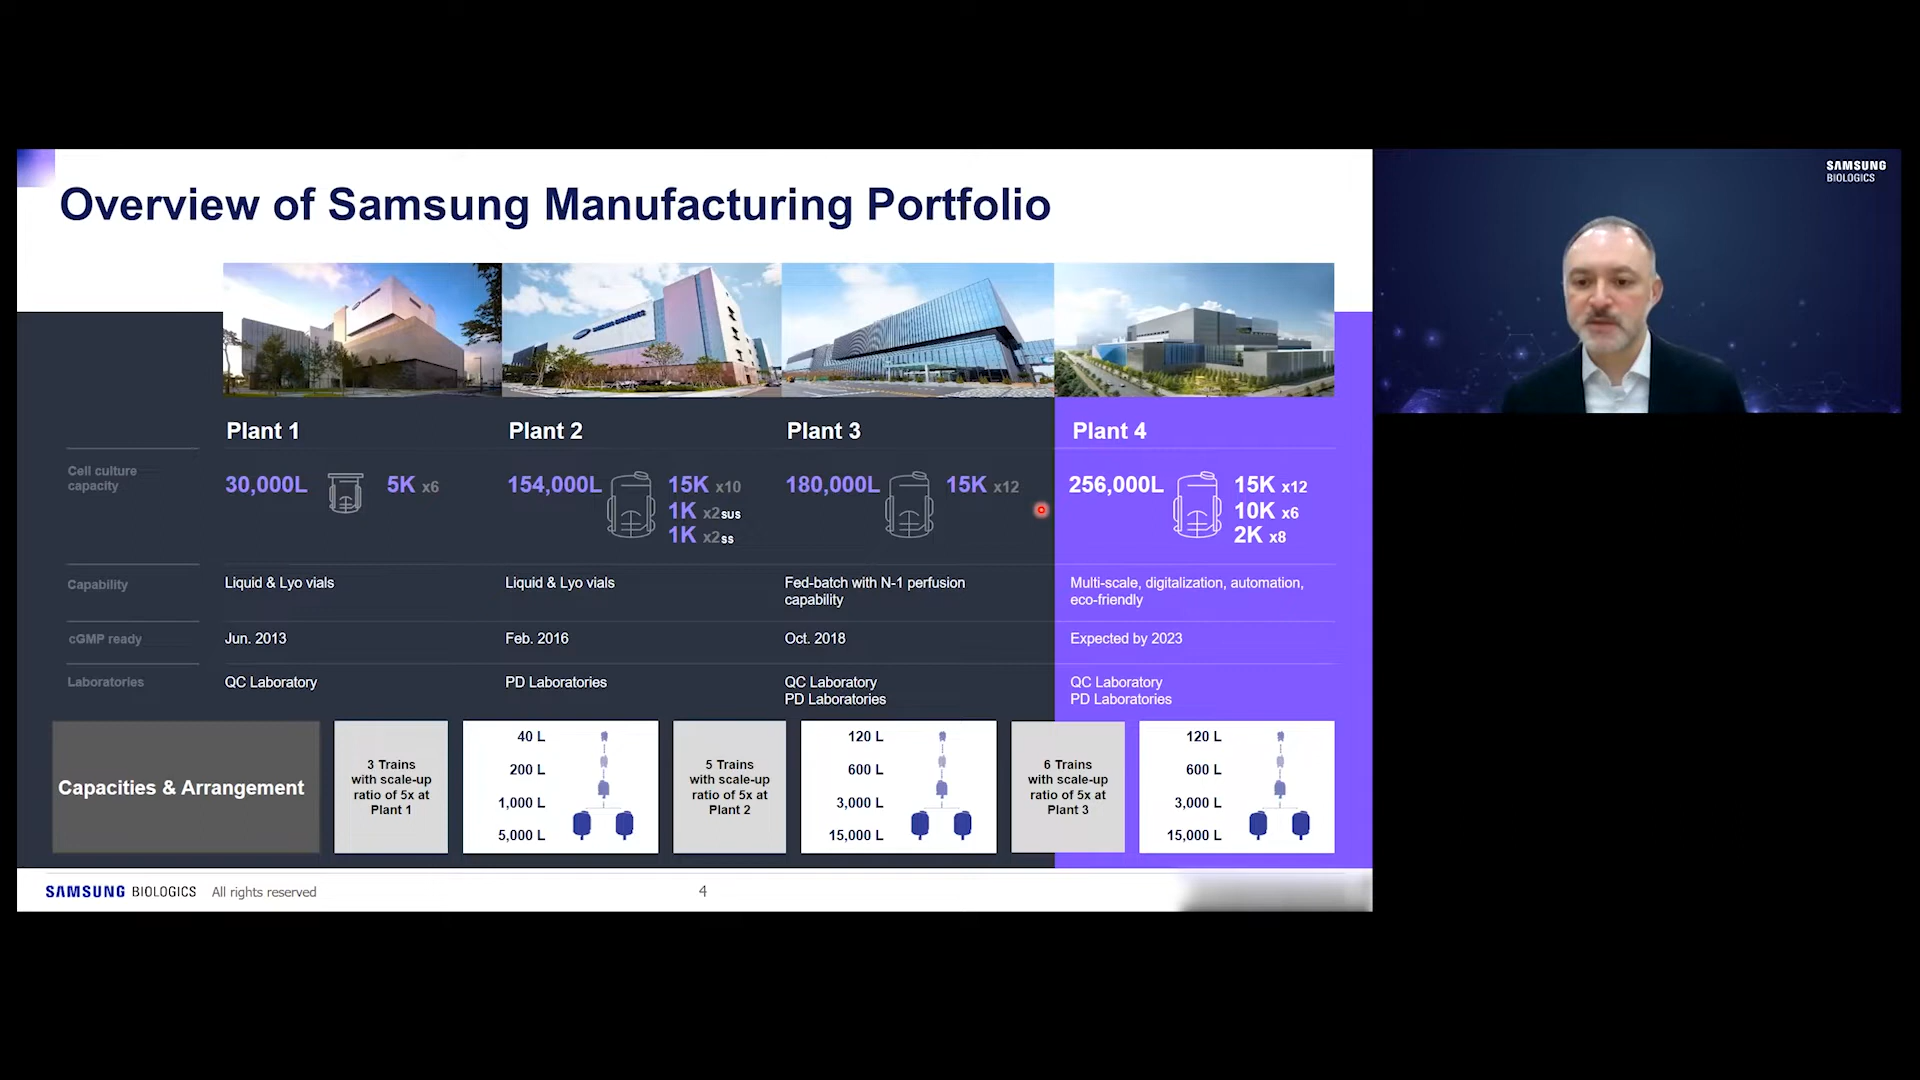 Overview of Samsung Manufacturing Portfolio
SAMSUNG
BIOLOGICS
SAMSUNG BIOLOGICS
Plant 1
Plant 2
Plant 3
Plant 4
Cell culture
capacity
30,000L
5K x6
154,000L
15K x10
1K x2sus
1K x2ss
180,000L
15K x12
256,000L
15K x12
10K x6
2K x8
Capability
Liquid & Lyo vials
Liquid & Lyo vials
Fed-batch with N-1 perfusion
capability
Multi-scale, digitalization, automation,
eco-friendly
cGMP ready
Jun. 2013
Feb. 2016
Oct. 2018
Expected by 2023
Laboratories
QC Laboratory
PD Laboratories
QC Laboratory
PD Laboratories
QC Laboratory
PD Laboratories
Capacities & Arrangement
3 Trains
with scale-up
ratio of 5x at
Plant 1
40 L
200 L
1,000 L
5,000 L
5 Trains
with scale-up
ratio of 5x at
Plant 2
120 L
600 L
3,000 L
15,000 L
6 Trains
with scale-up
ratio of 5x at
Plant 3
120 L
600 L
3,000 L
15,000 L
SAMSUNG BIOLOGICS All rights reserved
4